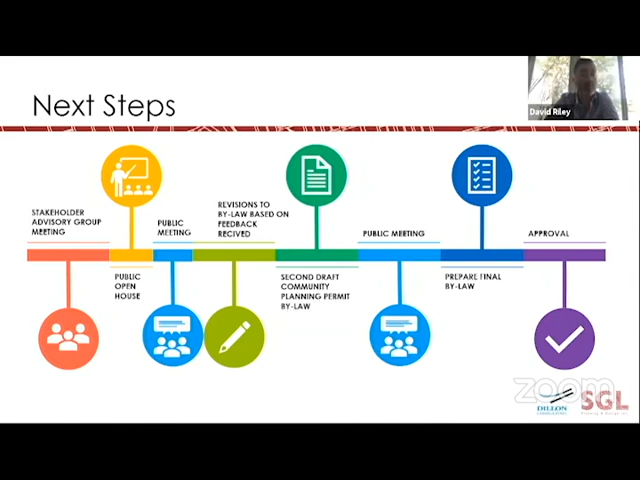 David Riley
Next Steps
STAKEHOLDER
ADVISORY GROUP
MEETING
PUBLIC
OPEN
HOUSE
PUBLIC
MEETING
REVISIONS TO
BY-LAW BASED ON
FEEDBACK
RECIVED
SECOND DRAFT
COMMUNITY
PLANNING PERMIT
BY-LAW
PUBLIC MEETING
PREPARE FINAL
BY-LAW
APPROVAL
zoom
DILLON
CONSULTING
SGL